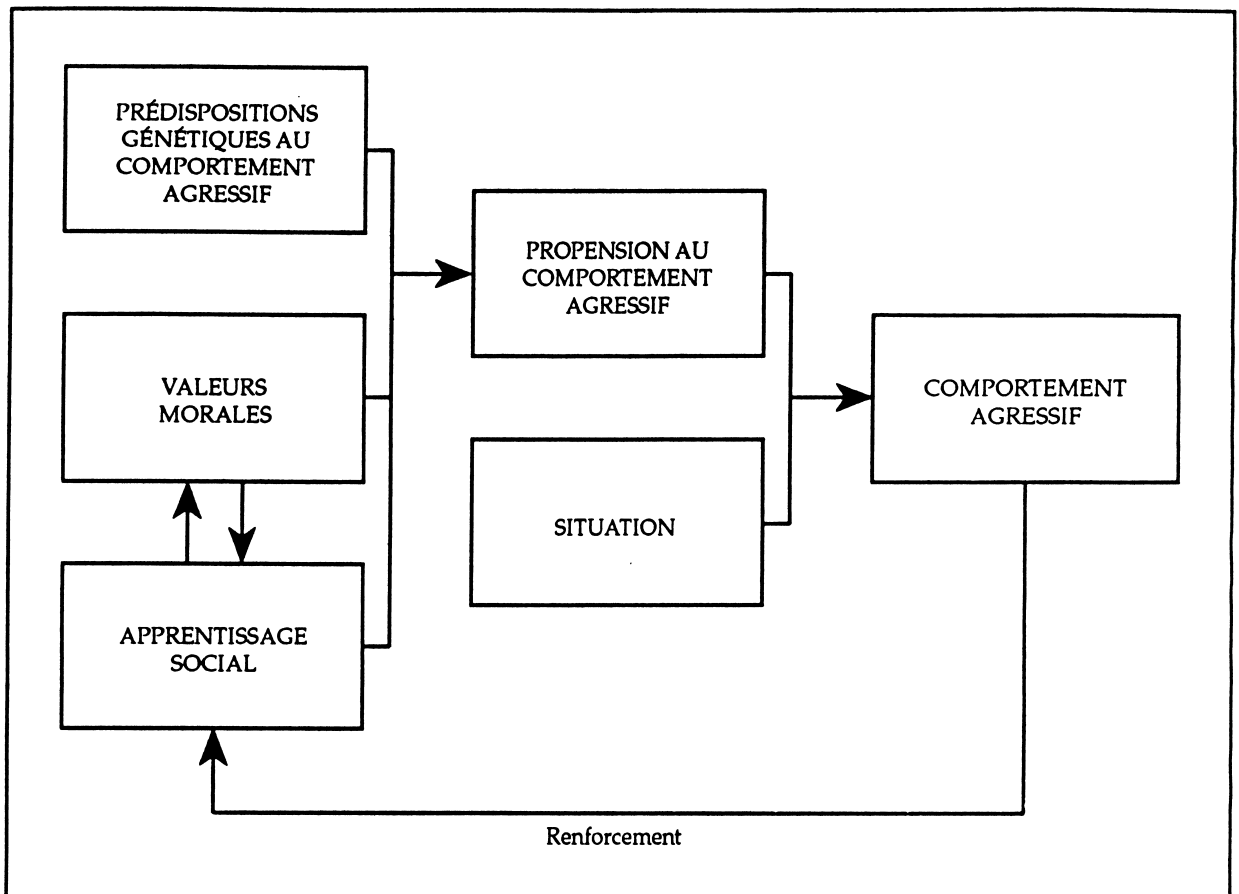 PRÉDISPOSITIONS
GÉNÉTIQUES AU
COMPORTEMENT
AGRESSIF
PROPENSION AU
COMPORTEMENT
AGRESSIF
VALEURS
MORALES
COMPORTEMENT
AGRESSIF
SITUATION
APPRENTISSAGE
SOCIAL
Renforcement